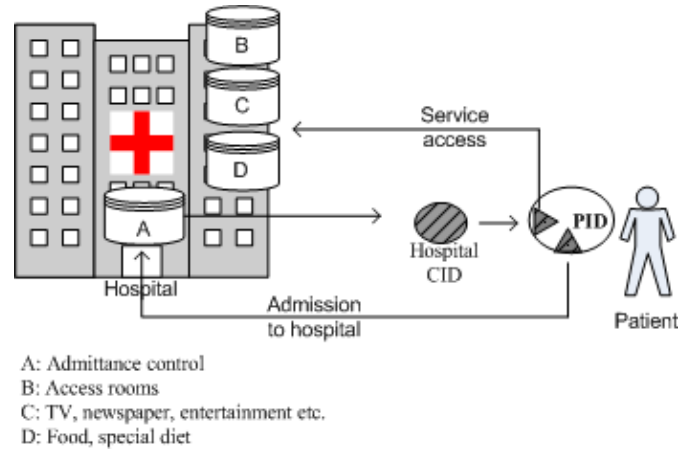 B
C
D
A
Service
access
PID
Hospital
CID
Hospital
Admission
to hospital
Patient
A: Admittance control
B: Access rooms
C: TV, newspaper, entertainment etc.
D: Food, special diet